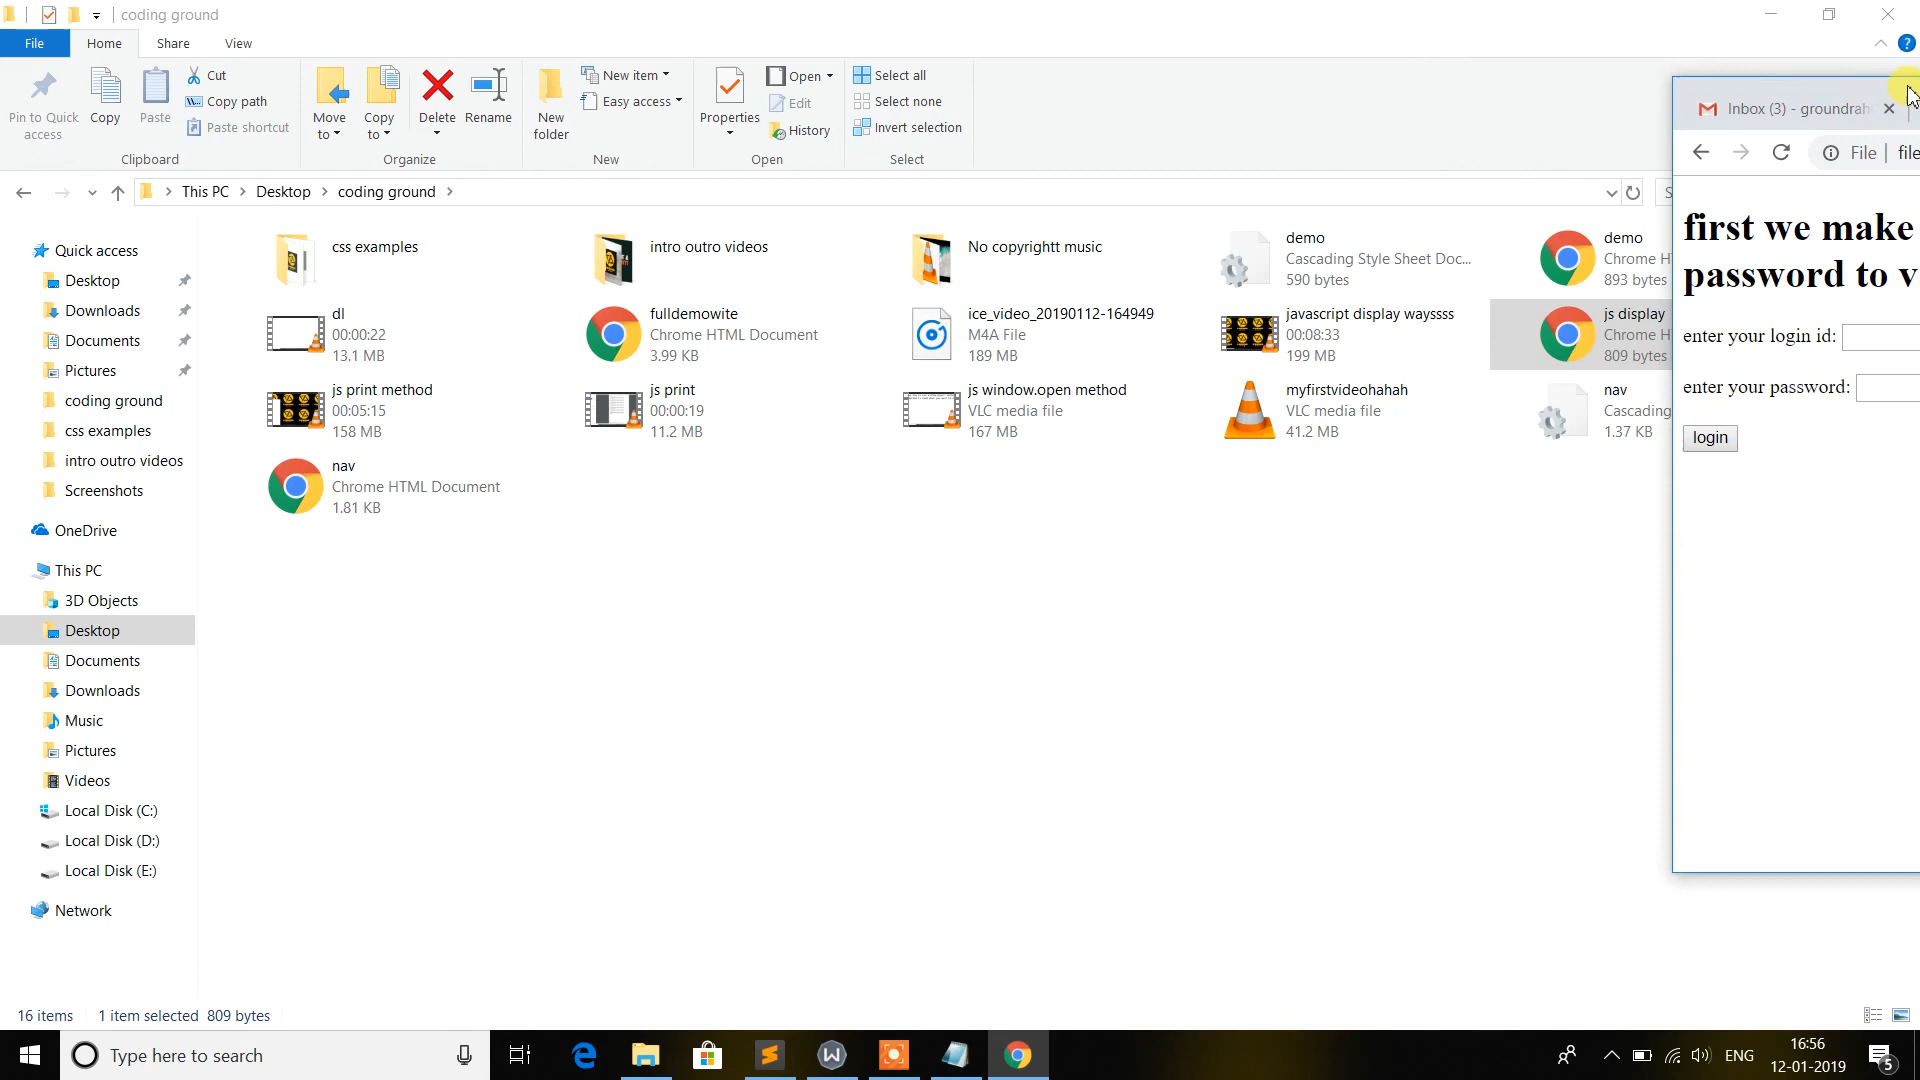 coding ground
File
Home
Share
View
Pin to Quick access
Copy
Paste
Cut
Copy path
Paste shortcut
Clipboard
Move to
Copy to
Delete
Rename
Organize
New folder
New item
Easy access
New
Properties
Open
Edit
History
Open
Select all
Select none
Invert selection
Select
This PC
Desktop
coding ground
S
Quick access
Desktop
Downloads
Documents
Pictures
coding ground
css examples
intro outro videos
Screenshots
OneDrive
This PC
3D Objects
Desktop
Documents
Downloads
Music
Pictures
Videos
Local Disk (C:)
Local Disk (D:)
Local Disk (E:)
Network
css examples
intro outro videos
No copyrightt music
demo
Cascading Style Sheet Doc...
590 bytes
demo
Chrome H
893 bytes
dl
00:00:22
13.1 MB
fulldemowite
Chrome HTML Document
3.99 KB
ice_video_20190112-164949
M4A File
189 MB
javascript display wayssss
00:08:33
199 MB
js display
Chrome H
809 bytes
js print method
00:05:15
158 MB
js print
00:00:19
11.2 MB
js window.open method
VLC media file
167 MB
myfirstvideohahah
VLC media file
41.2 MB
nav
Cascading
1.37 KB
nav
Chrome HTML Document
1.81 KB
Inbox (3) - groundrah
File
file
first we make
password to v
enter your login id:
enter your password:
login
16 items
1 item selected 809 bytes
Type here to search
ENG
16:56
12-01-2019
5